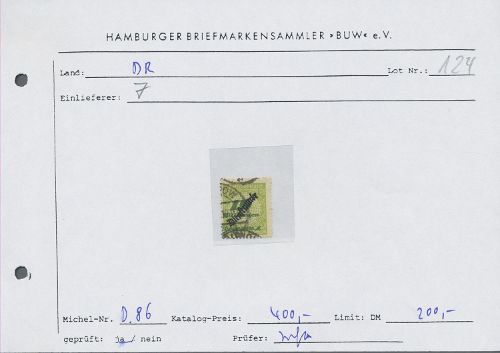 HAMBURGER BRIEFMARKENSAMMLER »BUW« e.V.
Land: DR Lot Nr.: 124
Einlieferer: 7
Michel-Nr. D.86 Katalog-Preis: 400,- Limit: DM 200,-
geprüft: ja/ nein Prüfer: infla